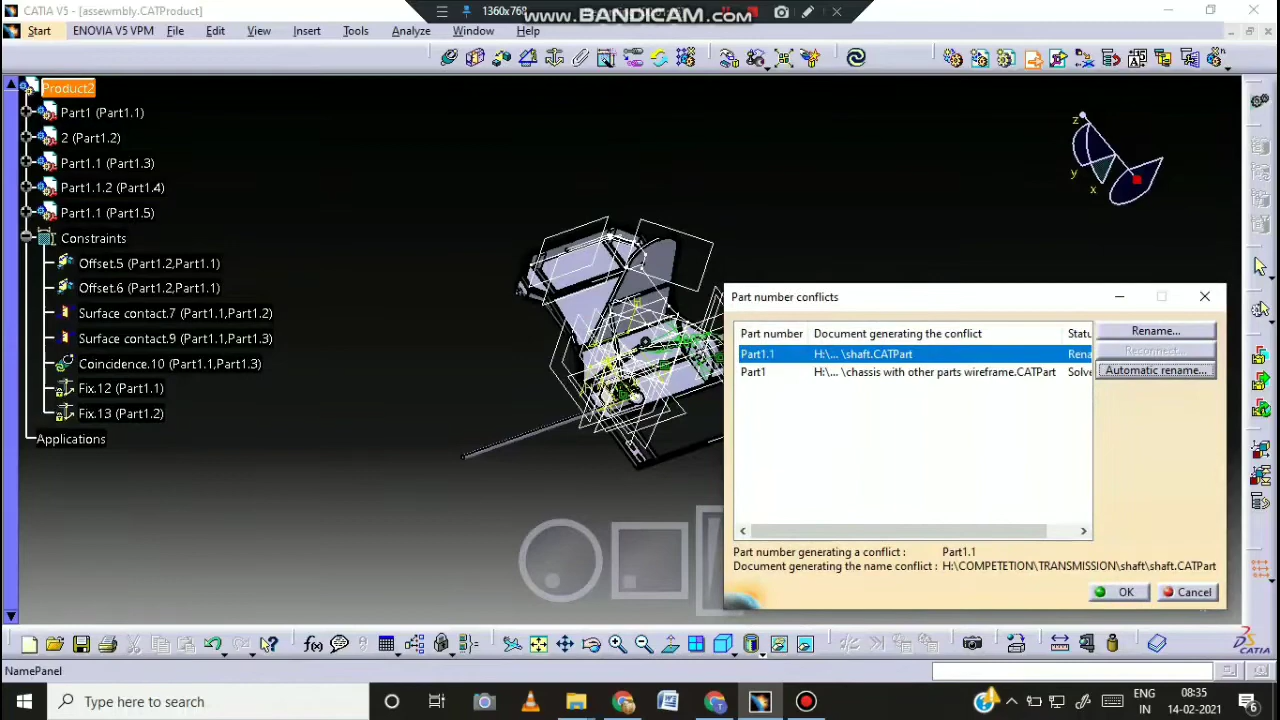 CATIA V5 - [assewmbly.CATProduct]
1360x768
www.BANDICAM.com
Start ENOVIA V5 VPM File Edit View Insert Tools Analyze Window Help
Product2
Part1 (Part1.1)
2 (Part1.2)
Part1.1 (Part1.3)
Part1.1.2 (Part1.4)
Part1.1 (Part1.5)
Constraints
Offset.5 (Part1.2,Part1.1)
Offset.6 (Part1.2,Part1.1)
Surface contact.7 (Part1.1,Part1.2)
Surface contact.9 (Part1.1,Part1.2)
Coincidence.10 (Part1.1,Part1.3)
Fix.12 (Part1.1)
Fix.13 (Part1.2)
Applications
z
y
x
Part number conflicts
Part number Document generating the conflict Statu
Part1.1 H:\... \shaft.CATPart Rena
Part1 H:\... \chassis with other parts wireframe.CATPart Solve
Rename...
Reconnect...
Automatic rename...
Part number generating a conflict : Part1.1
Document generating the name conflict : H:\COMPETETION\TRANSMISSION\shaft\shaft.CATPart
OK Cancel
f(x)
CATIA
NamePanel
Type here to search
ENG
IN
08:35
14-02-2021
6